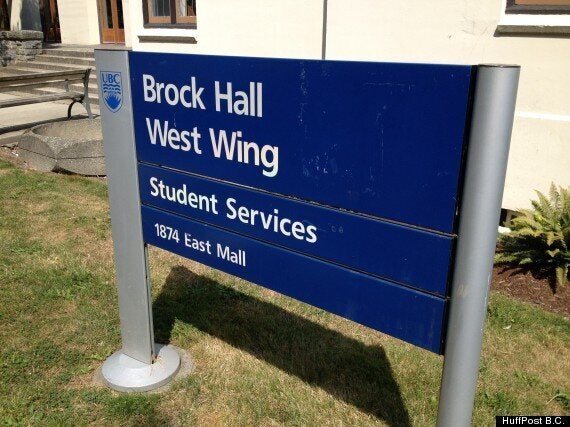 UBC
Brock Hall
West Wing
Student Services
1874 East Mall
HuffPost B.C.